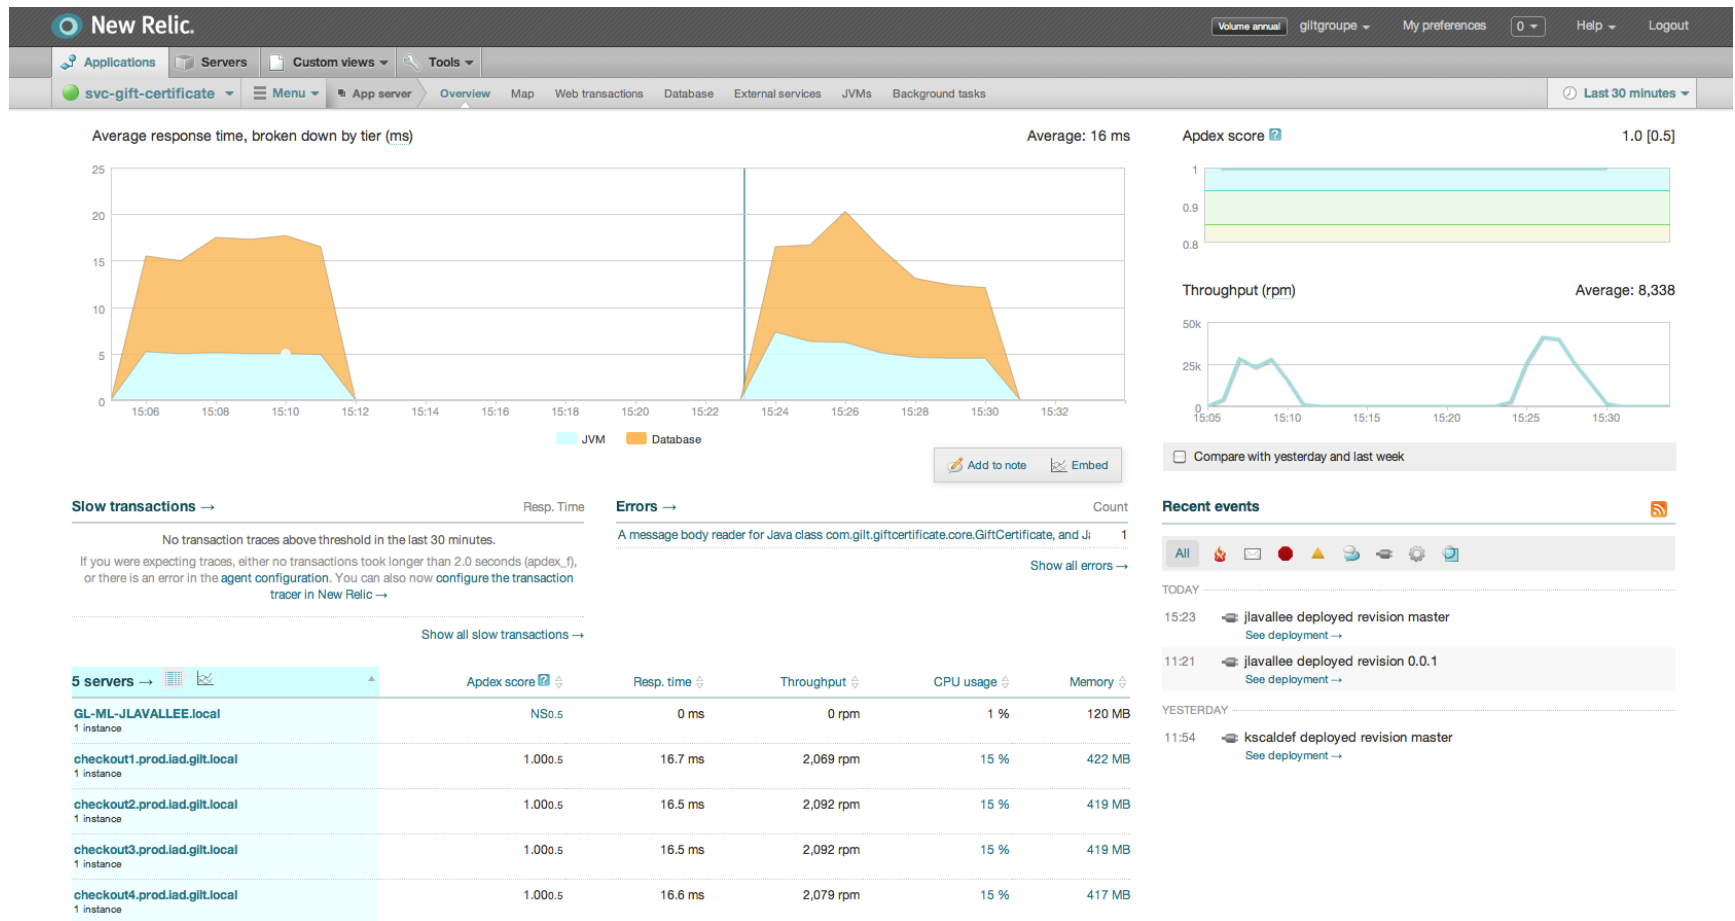 New Relic.
Volume annual giltgroupe My preferences 0 Help Logout
Applications Servers Custom views Tools
svc-gift-certificate Menu App server Overview Map Web transactions Database External services JVMs Background tasks Last 30 minutes
Average response time, broken down by tier (ms) Average: 16 ms
25
20
15
10
5
0
15:06 15:08 15:10 15:12 15:14 15:16 15:18 15:20 15:22 15:24 15:26 15:28 15:30 15:32
JVM Database
Add to note Embed
Apdex score ? 1.0 [0.5]
1
0.9
0.8
Throughput (rpm) Average: 8,338
50k
25k
0
15:05 15:10 15:15 15:20 15:25 15:30
Compare with yesterday and last week
Slow transactions → Resp. Time
No transaction traces above threshold in the last 30 minutes.
If you were expecting traces, either no transactions took longer than 2.0 seconds (apdex_f),
or there is an error in the agent configuration. You can also now configure the transaction
tracer in New Relic →
Show all slow transactions →
Errors → Count
A message body reader for Java class com.gilt.giftcertificate.core.GiftCertificate, and Ja 1
Show all errors →
Recent events
All
TODAY
15:23 jlavallee deployed revision master
See deployment →
11:21 jlavallee deployed revision 0.0.1
See deployment →
YESTERDAY
11:54 kscaldef deployed revision master
See deployment →
5 servers → Apdex score ? Resp. time Throughput CPU usage Memory
GL-ML-JLAVALLEE.local NS0.5 0 ms 0 rpm 1 % 120 MB
1 instance
checkout1.prod.iad.gilt.local 1.000.5 16.7 ms 2,069 rpm 15 % 422 MB
1 instance
checkout2.prod.iad.gilt.local 1.000.5 16.5 ms 2,092 rpm 15 % 419 MB
1 instance
checkout3.prod.iad.gilt.local 1.000.5 16.5 ms 2,092 rpm 15 % 419 MB
1 instance
checkout4.prod.iad.gilt.local 1.000.5 16.6 ms 2,079 rpm 15 % 417 MB
1 instance